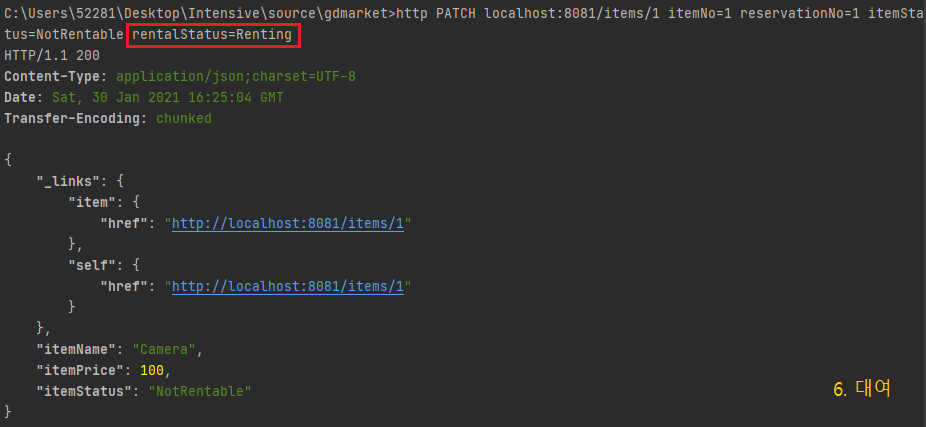 C:\Users\52281\Desktop\Intensive\source\gdmarket>http PATCH localhost:8081/items/1 itemNo=1 reservationNo=1 itemSta
tus=NotRentable rentalStatus=Renting
HTTP/1.1 200
Content-Type: application/json;charset=UTF-8
Date: Sat, 30 Jan 2021 16:25:04 GMT
Transfer-Encoding: chunked
{
"_links": {
"item": {
"href": "http://localhost:8081/items/1"
},
"self": {
"href": "http://localhost:8081/items/1"
}
},
"itemName": "Camera",
"itemPrice": 100,
"itemStatus": "NotRentable"
6. 대여
}